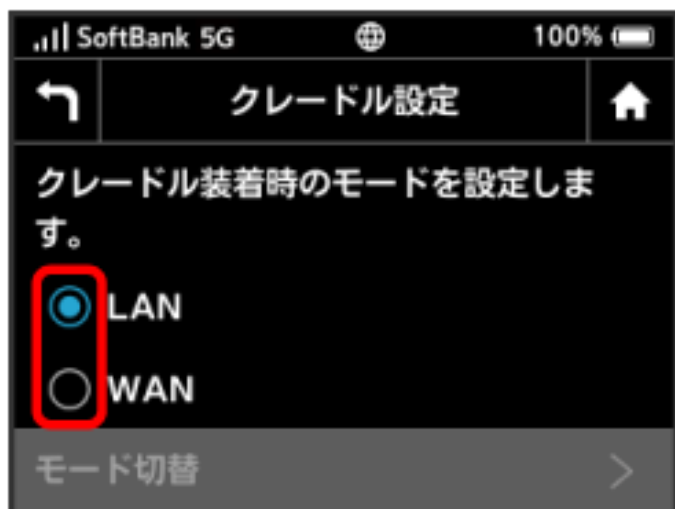 SoftBank 5G 100%
クレードル設定
クレードル装着時のモードを設定しま
す。
LAN
WAN
モード切替